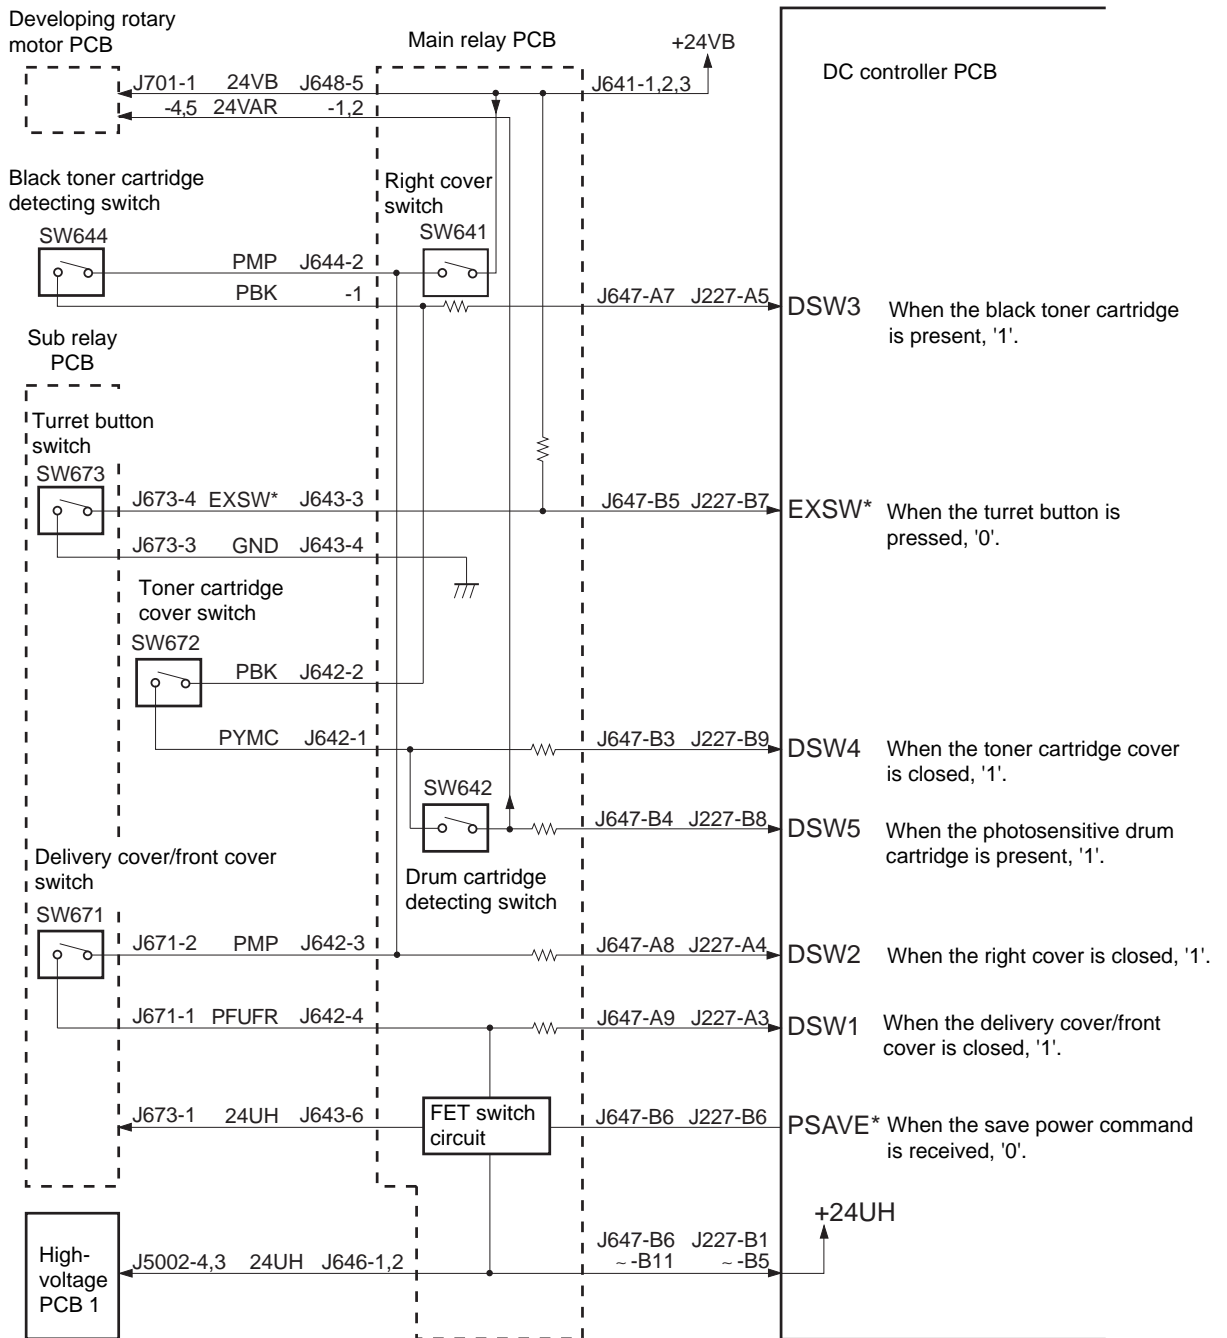 Developing rotary
motor PCB
Main relay PCB
+24VB
DC controller PCB
J701-1 24VB J648-5
J641-1,2,3
-4,5 24VAR -1,2
Black toner cartridge
detecting switch
Right cover
switch
SW644
SW641
PMP J644-2
PBK -1
J647-A7 J227-A5
DSW3
When the black toner cartridge
is present, '1'.
Sub relay
PCB
Turret button
switch
SW673
J673-4 EXSW* J643-3
J647-B5 J227-B7
EXSW*
When the turret button is
pressed, '0'.
J673-3 GND J643-4
Toner cartridge
cover switch
SW672
PBK J642-2
PYMC J642-1
J647-B3 J227-B9
DSW4
When the toner cartridge cover
is closed, '1'.
SW642
J647-B4 J227-B8
DSW5
When the photosensitive drum
cartridge is present, '1'.
Delivery cover/front cover
switch
Drum cartridge
detecting switch
SW671
J671-2 PMP J642-3
J647-A8 J227-A4
DSW2
When the right cover is closed, '1'.
J671-1 PFUFR J642-4
J647-A9 J227-A3
DSW1
When the delivery cover/front
cover is closed, '1'.
J673-1 24UH J643-6
FET switch
circuit
J647-B6 J227-B6
PSAVE*
When the save power command
is received, '0'.
+24UH
High-
voltage
PCB 1
J5002-4,3 24UH J646-1,2
J647-B6 J227-B1
~ -B11 ~ -B5